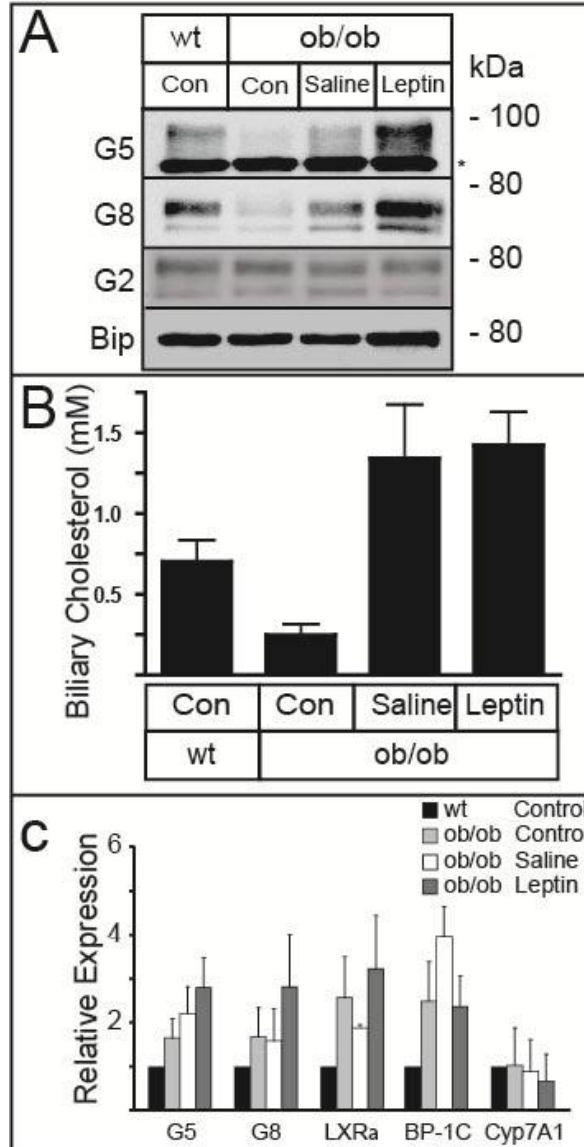 A
wt ob/ob
Con Con Saline Leptin kDa
- 100
G5
*
- 80
G8
- 80
G2
Bip - 80
B
Biliary Cholesterol (mM)
1.5
1.0
0.5
Con Con Saline Leptin
wt ob/ob
C
Relative Expression
6
4
2
wt Control
ob/ob Control
ob/ob Saline
ob/ob Leptin
G5 G8 LXRa BP-1C Cyp7A1